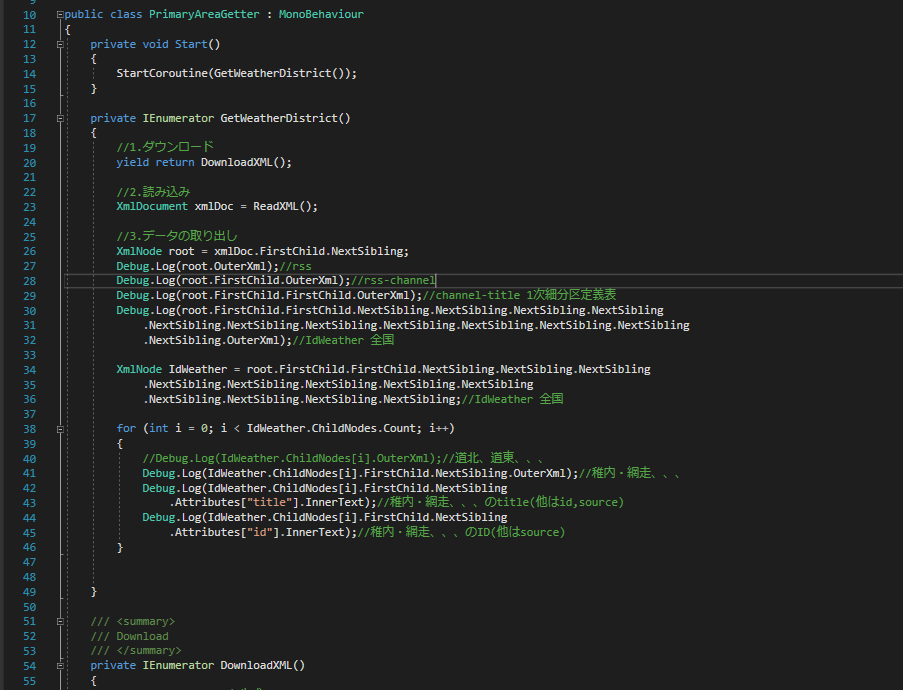 10 public class PrimaryAreaGetter : MonoBehaviour
11 {
12 private void Start()
13 {
14 StartCoroutine(GetWeatherDistrict());
15 }
16
17 private IEnumerator GetWeatherDistrict()
18 {
19 //1.ダウンロード
20 yield return DownloadXML();
21
22 //2.読み込み
23 XmlDocument xmlDoc = ReadXML();
24
25 //3.データの取り出し
26 XmlNode root = xmlDoc.FirstChild.NextSibling;
27 Debug.Log(root.OuterXml);//rss
28 Debug.Log(root.FirstChild.OuterXml);//rss-channel
29 Debug.Log(root.FirstChild.FirstChild.OuterXml);//channel-title 1次細分区定義表
30 Debug.Log(root.FirstChild.FirstChild.NextSibling.NextSibling.NextSibling.NextSibling
31 .NextSibling.NextSibling.NextSibling.NextSibling.NextSibling.NextSibling.NextSibling
32 .NextSibling.OuterXml);//IdWeather 全国
33
34 XmlNode IdWeather = root.FirstChild.FirstChild.NextSibling.NextSibling.NextSibling
35 .NextSibling.NextSibling.NextSibling.NextSibling.NextSibling
36 .NextSibling.NextSibling.NextSibling.NextSibling;//IdWeather 全国
37
38 for (int i = 0; i < IdWeather.ChildNodes.Count; i++)
39 {
40 //Debug.Log(IdWeather.ChildNodes[i].OuterXml);//道北、道東、、、
41 Debug.Log(IdWeather.ChildNodes[i].FirstChild.NextSibling.OuterXml);//稚内・網走、、、
42 Debug.Log(IdWeather.ChildNodes[i].FirstChild.NextSibling
43 .Attributes["title"].InnerText);//稚内・網走、、、のtitle(他はid,source)
44 Debug.Log(IdWeather.ChildNodes[i].FirstChild.NextSibling
45 .Attributes["id"].InnerText);//稚内・網走、、、のID(他はsource)
46 }
47
48
49 }
50
51 /// <summary>
52 /// Download
53 /// </summary>
54 private IEnumerator DownloadXML()
55 {